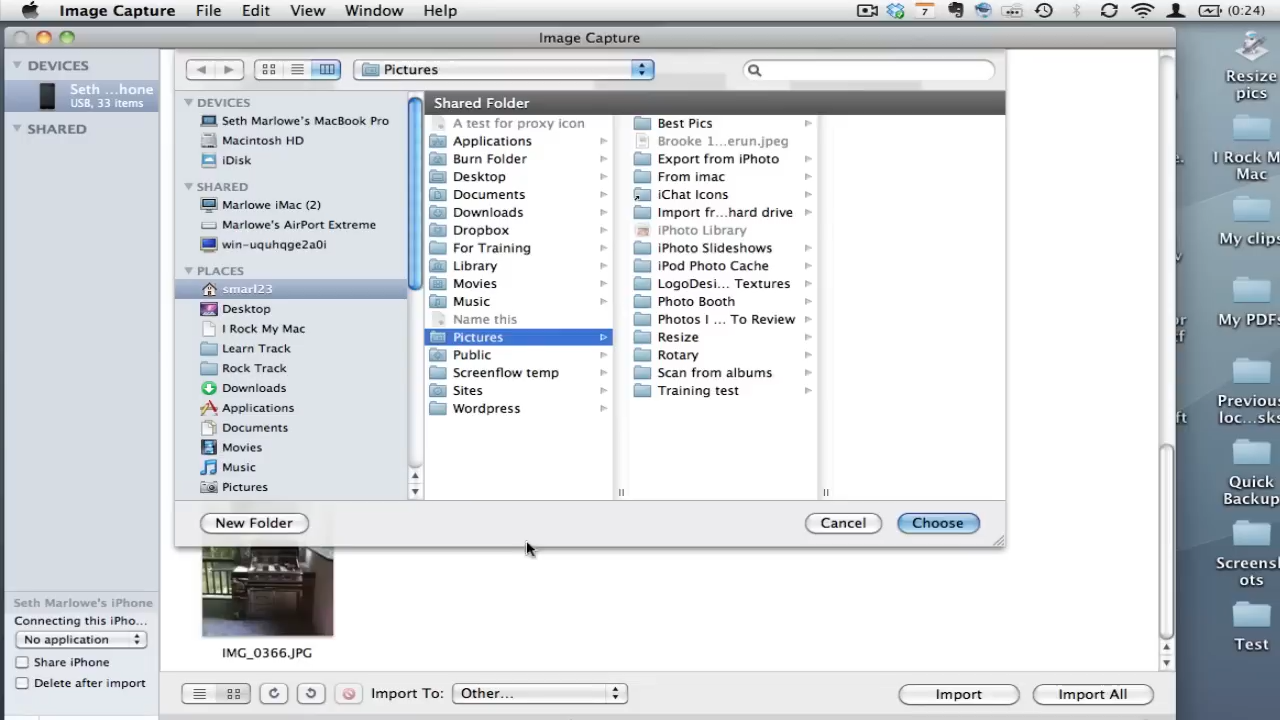 Image Capture File Edit View Window Help 7 (0:24)
Image Capture
DEVICES
Seth ...hone
USB, 33 items
SHARED
Pictures
DEVICES
Seth Marlowe's MacBook Pro
Macintosh HD
iDisk
SHARED
Marlowe iMac (2)
Marlowe's AirPort Extreme
win-uquhqge2a0i
PLACES
smarl23
Desktop
I Rock My Mac
Learn Track
Rock Track
Downloads
Applications
Documents
Movies
Music
Pictures
Shared Folder
A test for proxy icon
Applications
Burn Folder
Desktop
Documents
Downloads
Dropbox
For Training
Library
Movies
Music
Name this
Pictures
Public
Screenflow temp
Sites
Wordpress
Best Pics
Brooke 1...erun.jpeg
Export from iPhoto
From imac
iChat Icons
Import fr...hard drive
iPhoto Library
iPhoto Slideshows
iPod Photo Cache
LogoDesi... Textures
Photo Booth
Photos I ... To Review
Resize
Rotary
Scan from albums
Training test
New Folder Cancel Choose
IMG_0366.JPG
Seth Marlowe's iPhone
Connecting this iPho...
No application
Share iPhone
Delete after import
Import To: Other... Import Import All
Resize
pics
I Rock My
Mac
My clips
My PDFs
Previous
loc...sks
Quick
Backup
Screensh
ots
Test